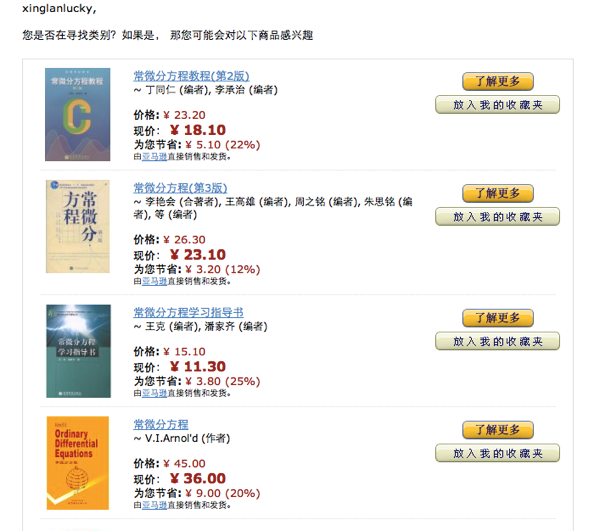 xinglanlucky,
您是否在寻找类别？如果是， 那您可能会对以下商品感兴趣
常微分方程教程
C
常微分方程教程(第2版)
~ 丁同仁 (编者), 李承治 (编者)
价格: ¥ 23.20
现价: ¥ 18.10
为您节省: ¥ 5.10 (22%)
由亚马逊直接销售和发货。
了解更多
放入我的收藏夹
常微分
方程
常微分方程(第3版)
~ 李艳会 (合著者), 王高雄 (编者), 周之铭 (编者), 朱思铭 (编
者), 等 (编者)
价格: ¥ 26.30
现价: ¥ 23.10
为您节省: ¥ 3.20 (12%)
由亚马逊直接销售和发货。
了解更多
放入我的收藏夹
常微分方程
学习指导书
常微分方程学习指导书
~ 王克 (编者), 潘家齐 (编者)
价格: ¥ 15.10
现价: ¥ 11.30
为您节省: ¥ 3.80 (25%)
由亚马逊直接销售和发货。
了解更多
放入我的收藏夹
Ordinary
Differential
Equations
常微分方程
常微分方程
~ V.I.Arnol'd (作者)
价格: ¥ 45.00
现价: ¥ 36.00
为您节省: ¥ 9.00 (20%)
由亚马逊直接销售和发货。
了解更多
放入我的收藏夹